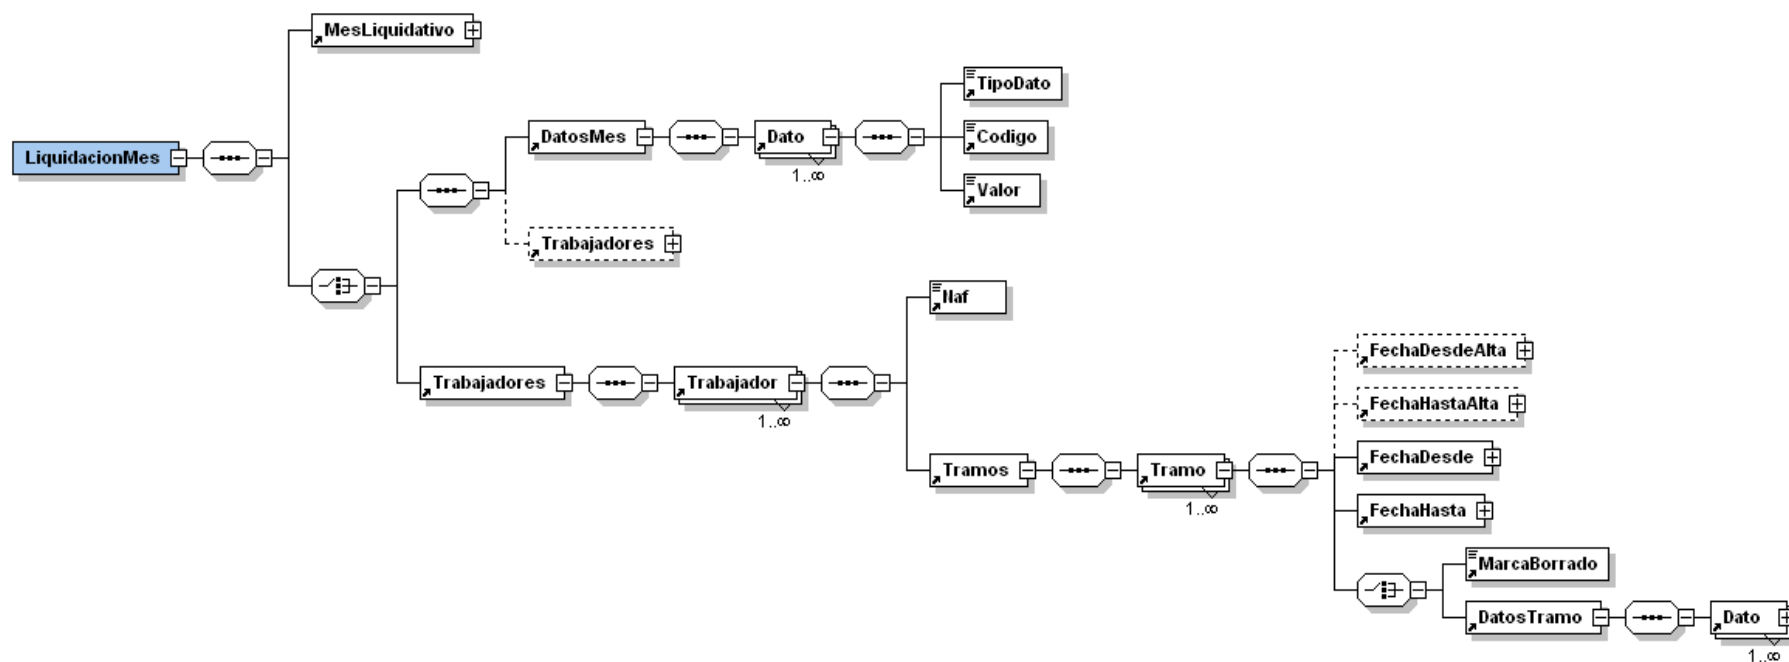 MesLiquidativo
TipoDato
DatosMes
Dato
Codigo
LiquidacionMes
1..∞
Valor
Trabajadores
Naf
FechaDesdeAlta
Trabajadores
Trabajador
1..∞
FechaHastaAlta
FechaDesde
Tramos
Tramo
1..∞
FechaHasta
MarcaBorrado
DatosTramo
Dato
1..∞